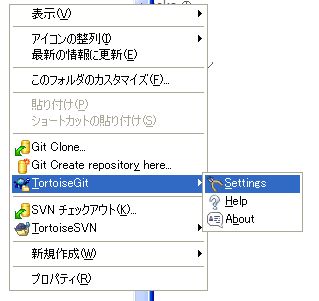 表示(V)
アイコンの整列(I)
最新の情報に更新(E)
このフォルダのカスタマイズ(F)...
貼り付け(P)
ショートカットの貼り付け(S)
Git Clone...
Git Create repository here...
TortoiseGit
Settings
Help
About
SVN チェックアウト(K)...
TortoiseSVN
新規作成(W)
プロパティ(R)